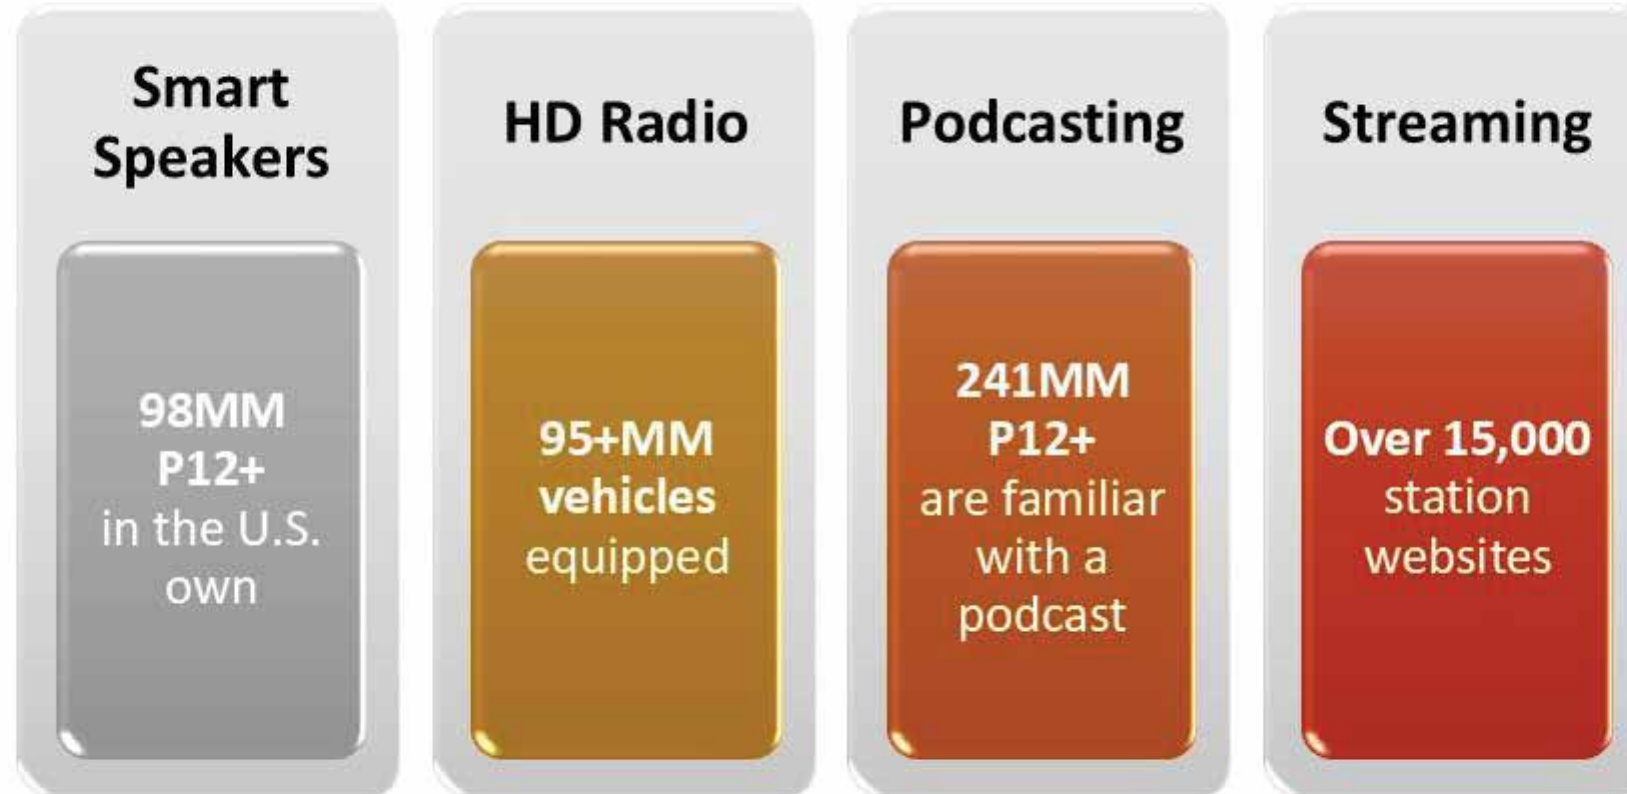 Smart
Speakers
98MM
P12+
in the U.S.
own
HD Radio
95+MM
vehicles
equipped
Podcasting
241MM
P12+
are familiar
with a
podcast
Streaming
Over 15,000
station
websites